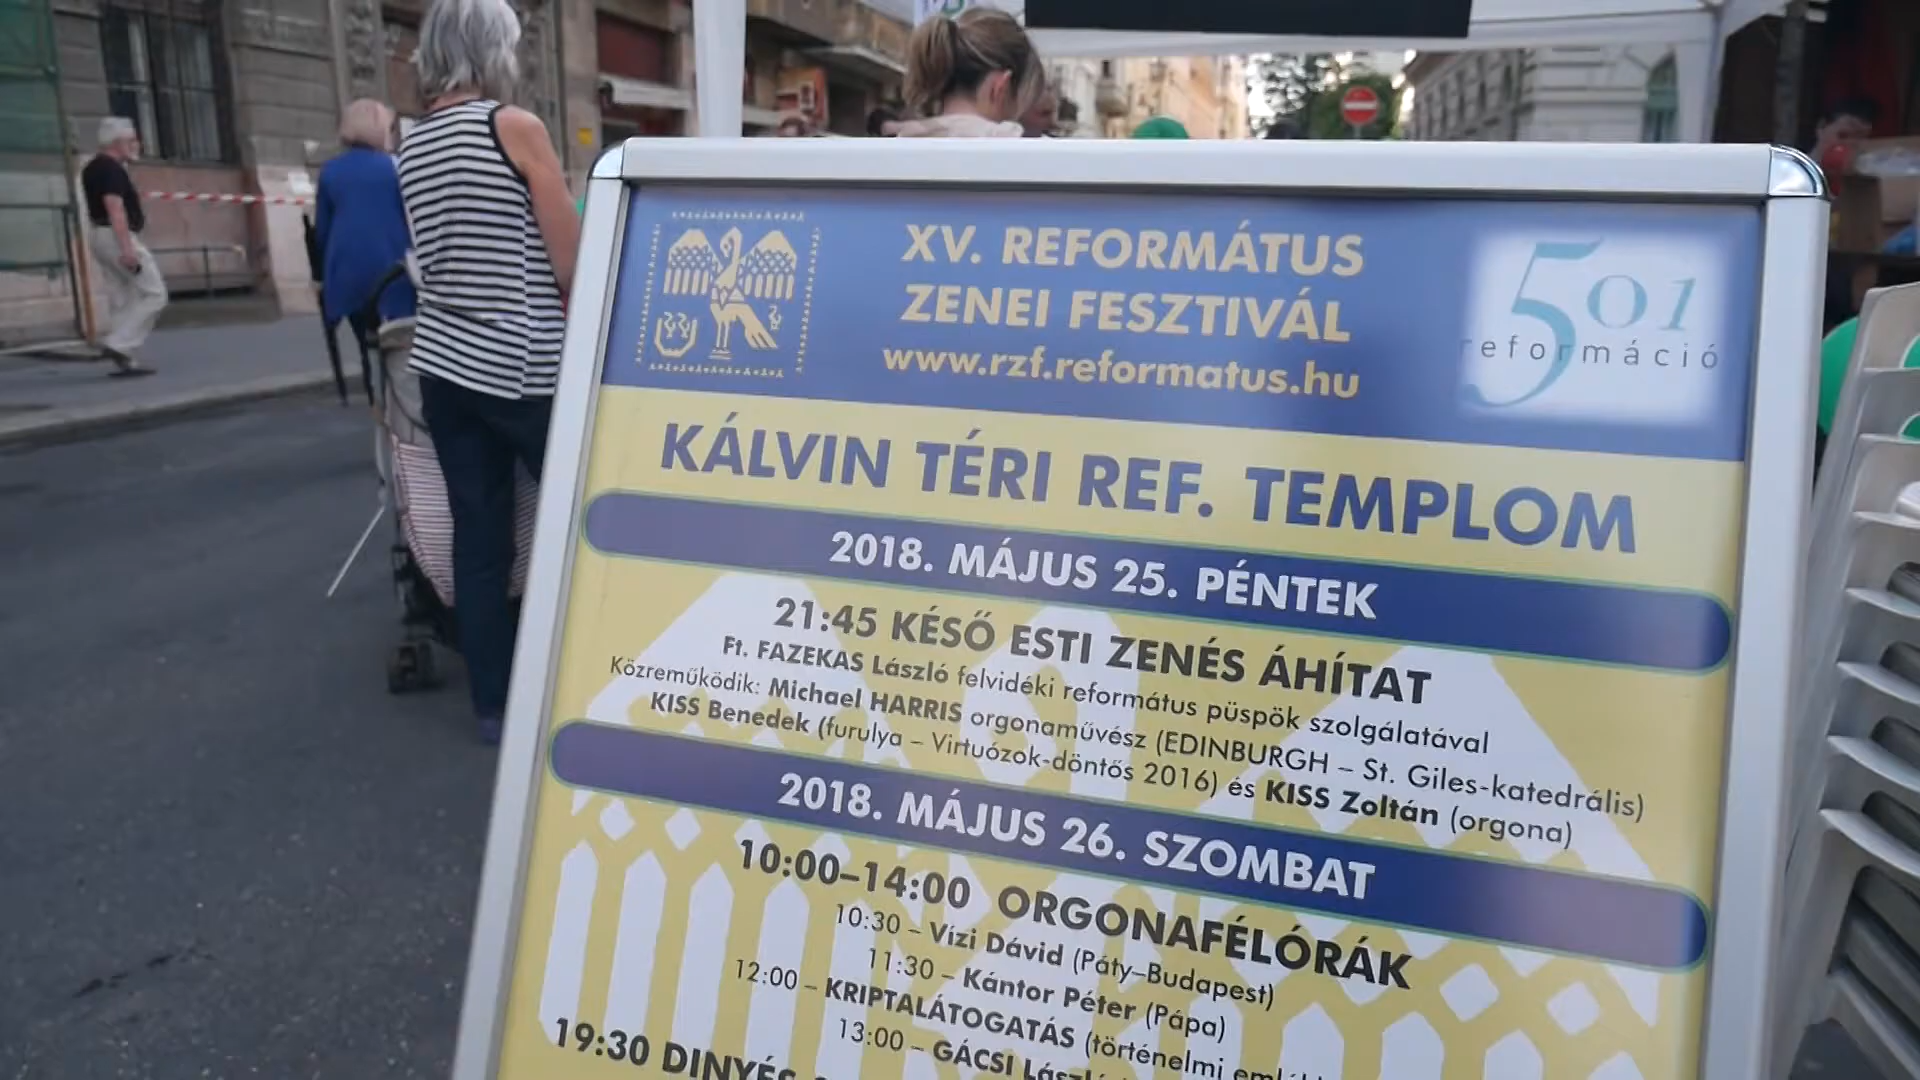 XV. REFORMÁTUS
ZENEI FESZTIVÁL
www.rzf.reformatus.hu
501
reformáció
KÁLVIN TÉRI REF. TEMPLOM
2018. MÁJUS 25. PÉNTEK
21:45 KÉSŐ ESTI ZENÉS ÁHÍTAT
Ft. FAZEKAS László felvidéki református püspök szolgálatával
Közreműködik: Michael HARRIS orgonaművész (EDINBURGH – St. Giles-katedrális)
KISS Benedek (furulya – Virtuózok-döntős 2016) és KISS Zoltán (orgona)
2018. MÁJUS 26. SZOMBAT
10:00–14:00 ORGONAFÉLÓRÁK
10:30 – Vízi Dávid (Páty–Budapest)
11:30 – Kántor Péter (Pápa)
12:00 – KRIPTALÁTOGATÁS (történelmi
13:00 – GÁCSI
19:30 DINYÉS